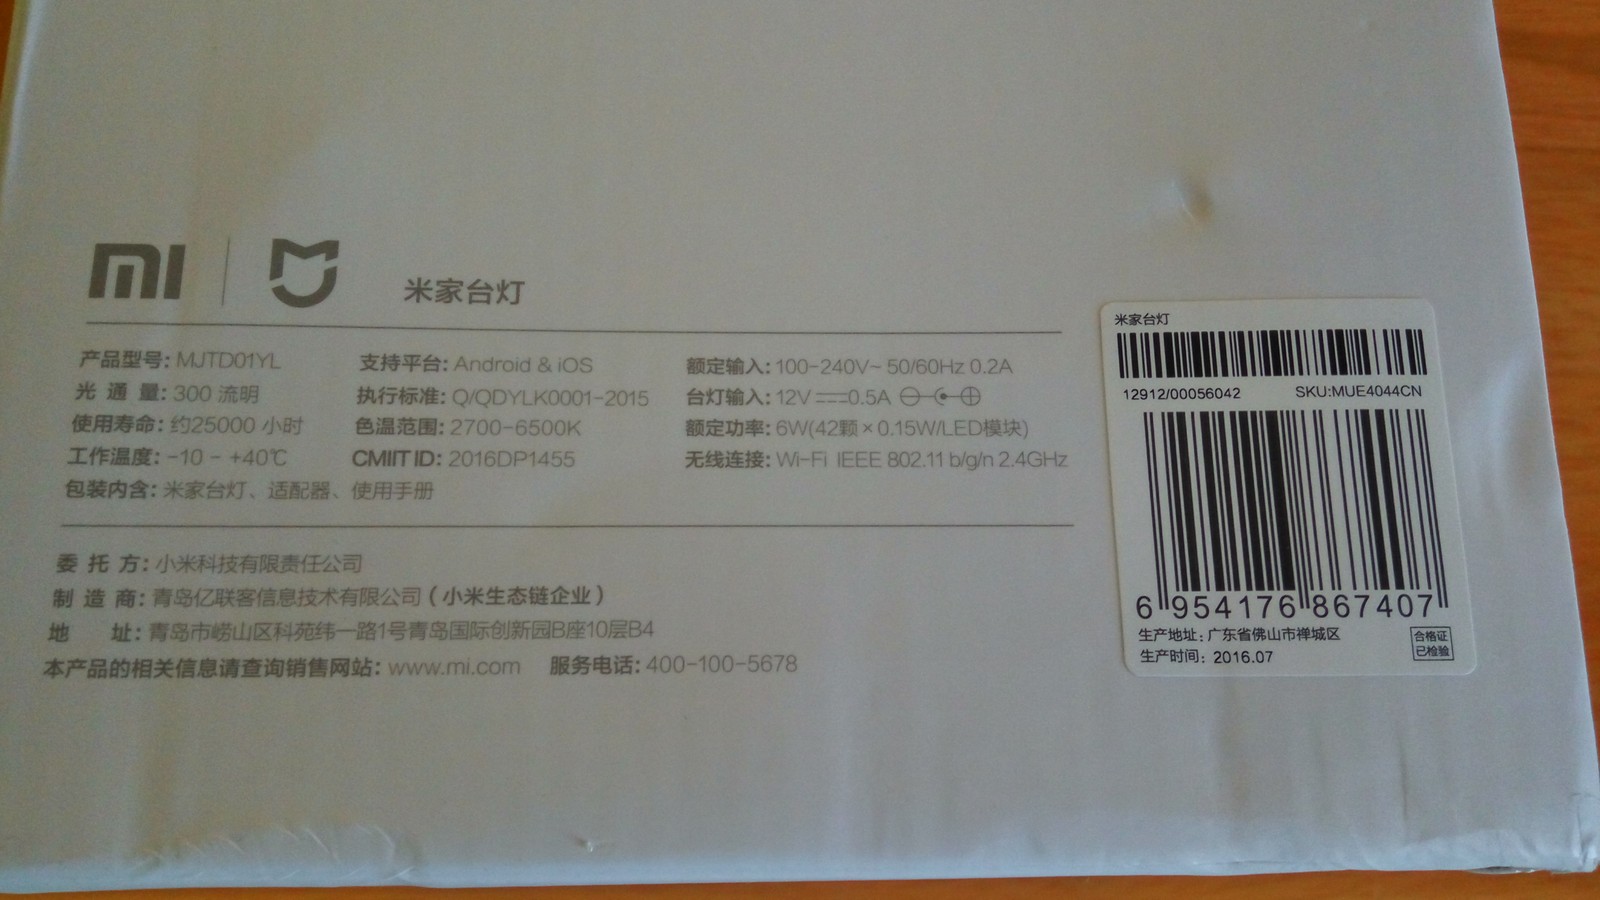 mi
米家台灯
产品型号: MJTD01YL 支持平台: Android & iOS 额定输入: 100-240V~ 50/60Hz 0.2A
光 通 量: 300 流明 执行标准: Q/QDYLK0001-2015 台灯输入: 12V⎓0.5A
使用寿命: 约25000 小时 色温范围: 2700-6500K 额定功率: 6W(42颗×0.15W/LED模块)
工作温度: -10 - +40℃ CMIIT ID: 2016DP1455 无线连接: Wi-Fi IEEE 802.11 b/g/n 2.4GHz
包装内含: 米家台灯、适配器、使用手册
委 托 方: 小米科技有限责任公司
制 造 商: 青岛亿联客信息技术有限公司 (小米生态链企业)
地 址: 青岛市崂山区科苑纬一路1号青岛国际创新园B座10层B4
本产品的相关信息请查询销售网站: www.mi.com 服务电话: 400-100-5678
米家台灯
12912/00056042 SKU:MUE4044CN
6 954176 867407
生产地址: 广东省佛山市禅城区
生产时间: 2016.07
合格证
已检验